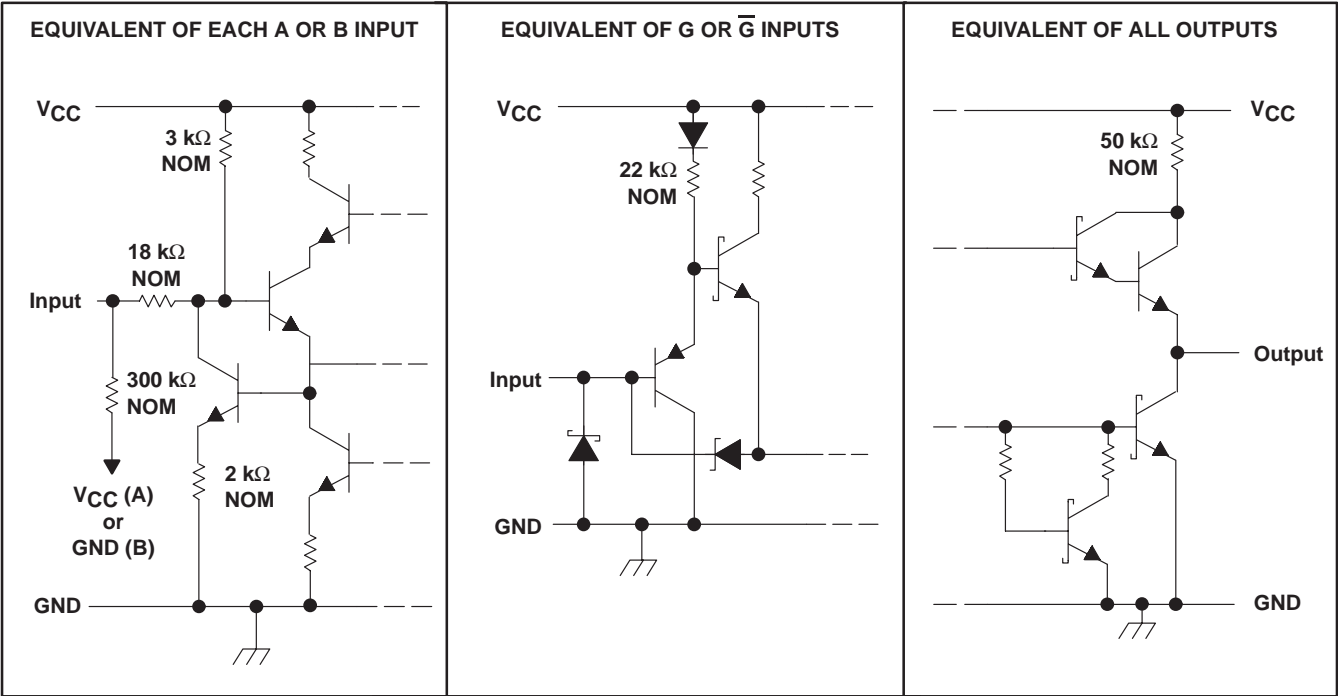 EQUIVALENT OF EACH A OR B INPUT
VCC
3 kΩ
NOM
18 kΩ
NOM
Input
300 kΩ
NOM
2 kΩ
NOM
VCC (A)
or
GND (B)
GND
EQUIVALENT OF G OR G̅ INPUTS
VCC
22 kΩ
NOM
Input
GND
EQUIVALENT OF ALL OUTPUTS
VCC
50 kΩ
NOM
Output
GND